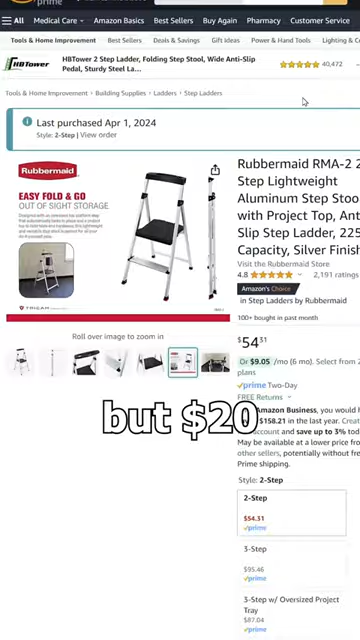 prime
All Medical Care Amazon Basics Best Sellers Buy Again Pharmacy Customer Service
Tools & Home Improvement Best Sellers Deals & Savings Gift Ideas Power & Hand Tools Lighting & C
HBTOWER
HBTower 2 Step Ladder, Folding Step Stool, Wide Anti-Slip
Pedal, Sturdy Steel La...
40,472
Tools & Home Improvement › Building Supplies › Ladders › Step Ladders
Last purchased Apr 1, 2024
Style: 2-Step | View order
Rubbermaid
EASY FOLD & GO
OUT OF SIGHT STORAGE
Rubbermaid RMA-2 2
Step Lightweight
Aluminum Step Stoo
with Project Top, Ant
Slip Step Ladder, 225
Capacity, Silver Finish
Visit the Rubbermaid Store
4.8 2,191 ratings
Amazon's Choice
in Step Ladders by Rubbermaid
100+ bought in past month
$54.31
Or $9.05 /mo (6 mo). Select from 2
plans
prime Two-Day
FREE Returns
Roll over image to zoom in
but $20
Amazon Business, you would h
$158.21 in the last year. Creat
account and save up to 3% toda
May be available at a lower price from
other sellers, potentially without free
Prime shipping.
Style: 2-Step
2-Step
$54.31
prime
3-Step
$95.46
prime
3-Step w/ Oversized Project
Tray
$87.04
prime